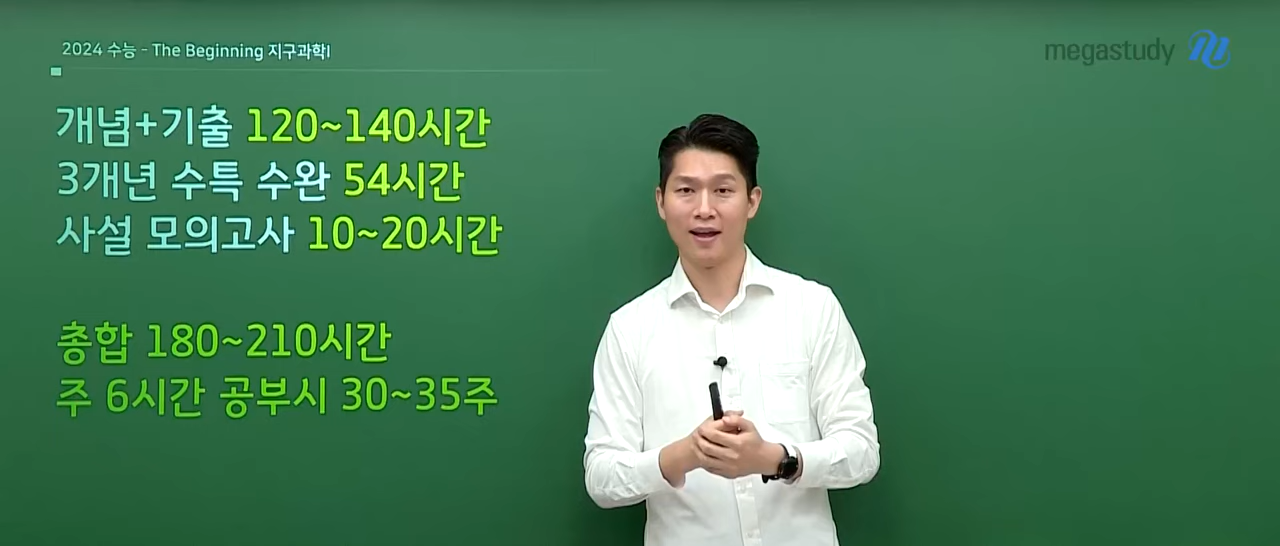 2024 수능 - The Beginning 지구과학I
megastudy
개념+기출 120~140시간
3개년 수특 수완 54시간
사설 모의고사 10~20시간
총합 180~210시간
주 6시간 공부시 30~35주